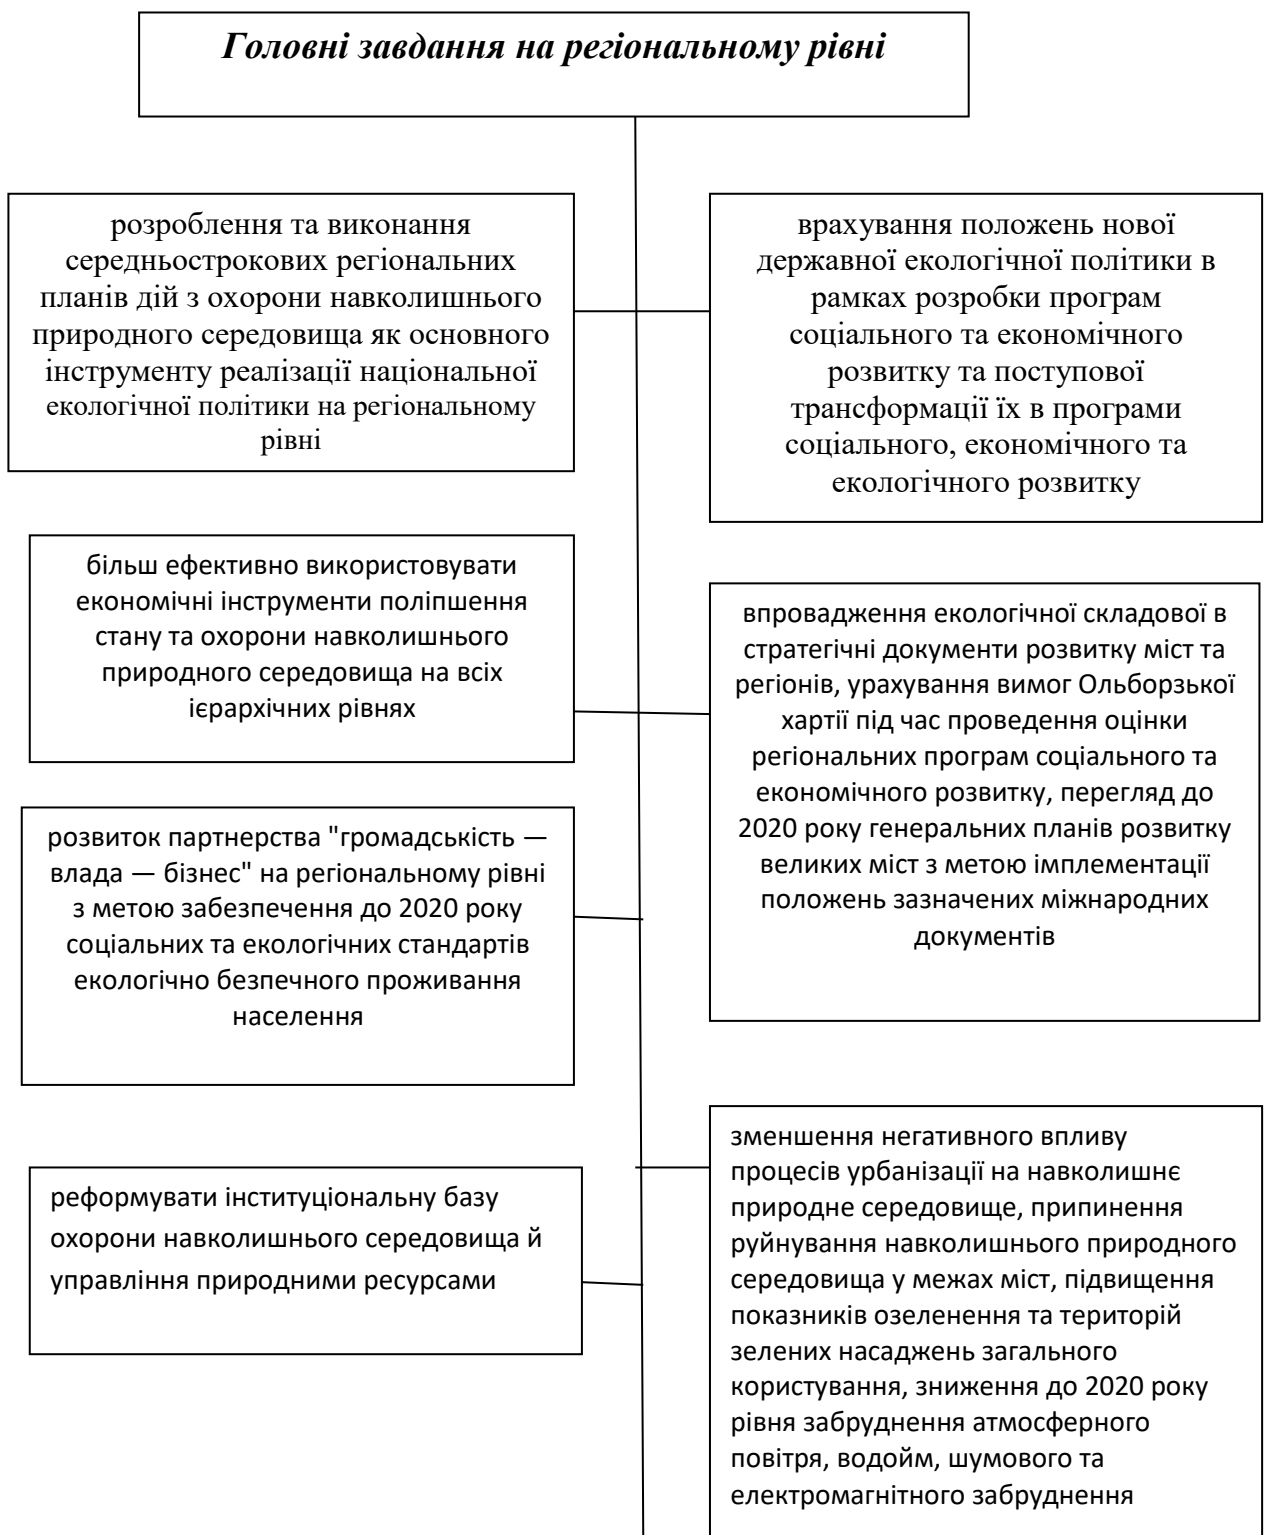 Головні завдання на регіональному рівні
розроблення та виконання
середньострокових регіональних
планів дій з охорони навколишнього
природного середовища як основного
інструменту реалізації національної
екологічної політики на регіональному
рівні
врахування положень нової
державної екологічної політики в
рамках розробки програм
соціального та економічного
розвитку та поступової
трансформації їх в програми
соціального, економічного та
екологічного розвитку
більш ефективно використовувати
економічні інструменти поліпшення
стану та охорони навколишнього
природного середовища на всіх
ієрархічних рівнях
впровадження екологічної складової в
стратегічні документи розвитку міст та
регіонів, урахування вимог Ольборзької
хартії під час проведення оцінки
регіональних програм соціального та
економічного розвитку, перегляд до
2020 року генеральних планів розвитку
великих міст з метою імплементації
положень зазначених міжнародних
документів
розвиток партнерства "громадськість —
влада — бізнес" на регіональному рівні
з метою забезпечення до 2020 року
соціальних та екологічних стандартів
екологічно безпечного проживання
населення
реформувати інституціональну базу
охорони навколишнього середовища й
управління природними ресурсами
зменшення негативного впливу
процесів урбанізації на навколишнє
природне середовище, припинення
руйнування навколишнього природного
середовища у межах міст, підвищення
показників озеленення та територій
зелених насаджень загального
користування, зниження до 2020 року
рівня забруднення атмосферного
повітря, водойм, шумового та
електромагнітного забруднення